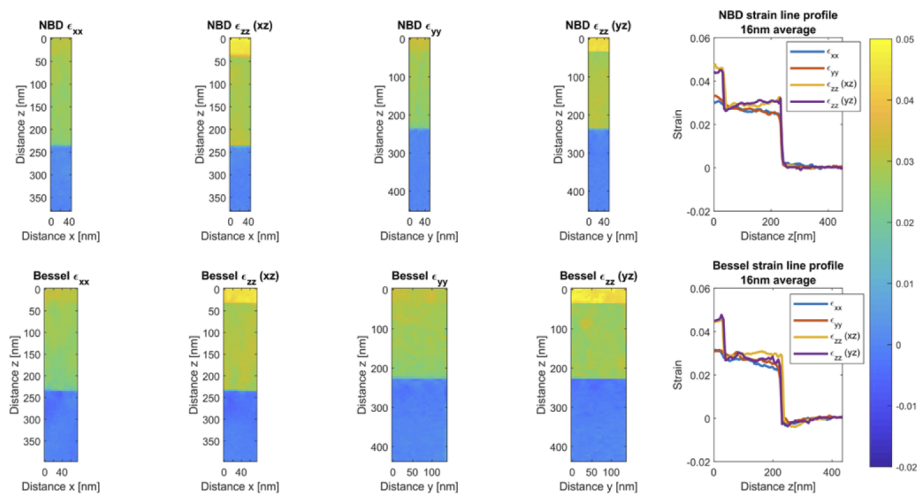 NBD ϵxx
0
50
100
150
200
250
300
350
Distance z [nm]
0 40
Distance x [nm]
NBD ϵzz (xz)
0
50
100
150
200
250
300
350
Distance z [nm]
0 40
Distance x [nm]
NBD ϵyy
0
100
200
300
400
Distance z [nm]
0 40
Distance y [nm]
NBD ϵzz (yz)
0
100
200
300
400
Distance z [nm]
0 40
Distance y [nm]
NBD strain line profile
16nm average
0.06
0.04
0.02
0
-0.02
Strain
ϵxx
ϵyy
ϵzz (xz)
ϵzz (yz)
0 200 400
Distance z[nm]
0.05
0.04
0.03
0.02
0.01
0
-0.01
-0.02
Bessel ϵxx
0
50
100
150
200
250
300
350
Distance z [nm]
0 40
Distance x [nm]
Bessel ϵzz (xz)
0
50
100
150
200
250
300
350
Distance z [nm]
0 40
Distance x [nm]
Bessel ϵyy
0
100
200
300
400
Distance z [nm]
0 50 100
Distance y [nm]
Bessel ϵzz (yz)
0
100
200
300
400
Distance z [nm]
0 50 100
Distance y [nm]
Bessel strain line profile
16nm average
0.06
0.04
0.02
0
-0.02
Strain
ϵxx
ϵyy
ϵzz (xz)
ϵzz (yz)
0 200 400
Distance z[nm]